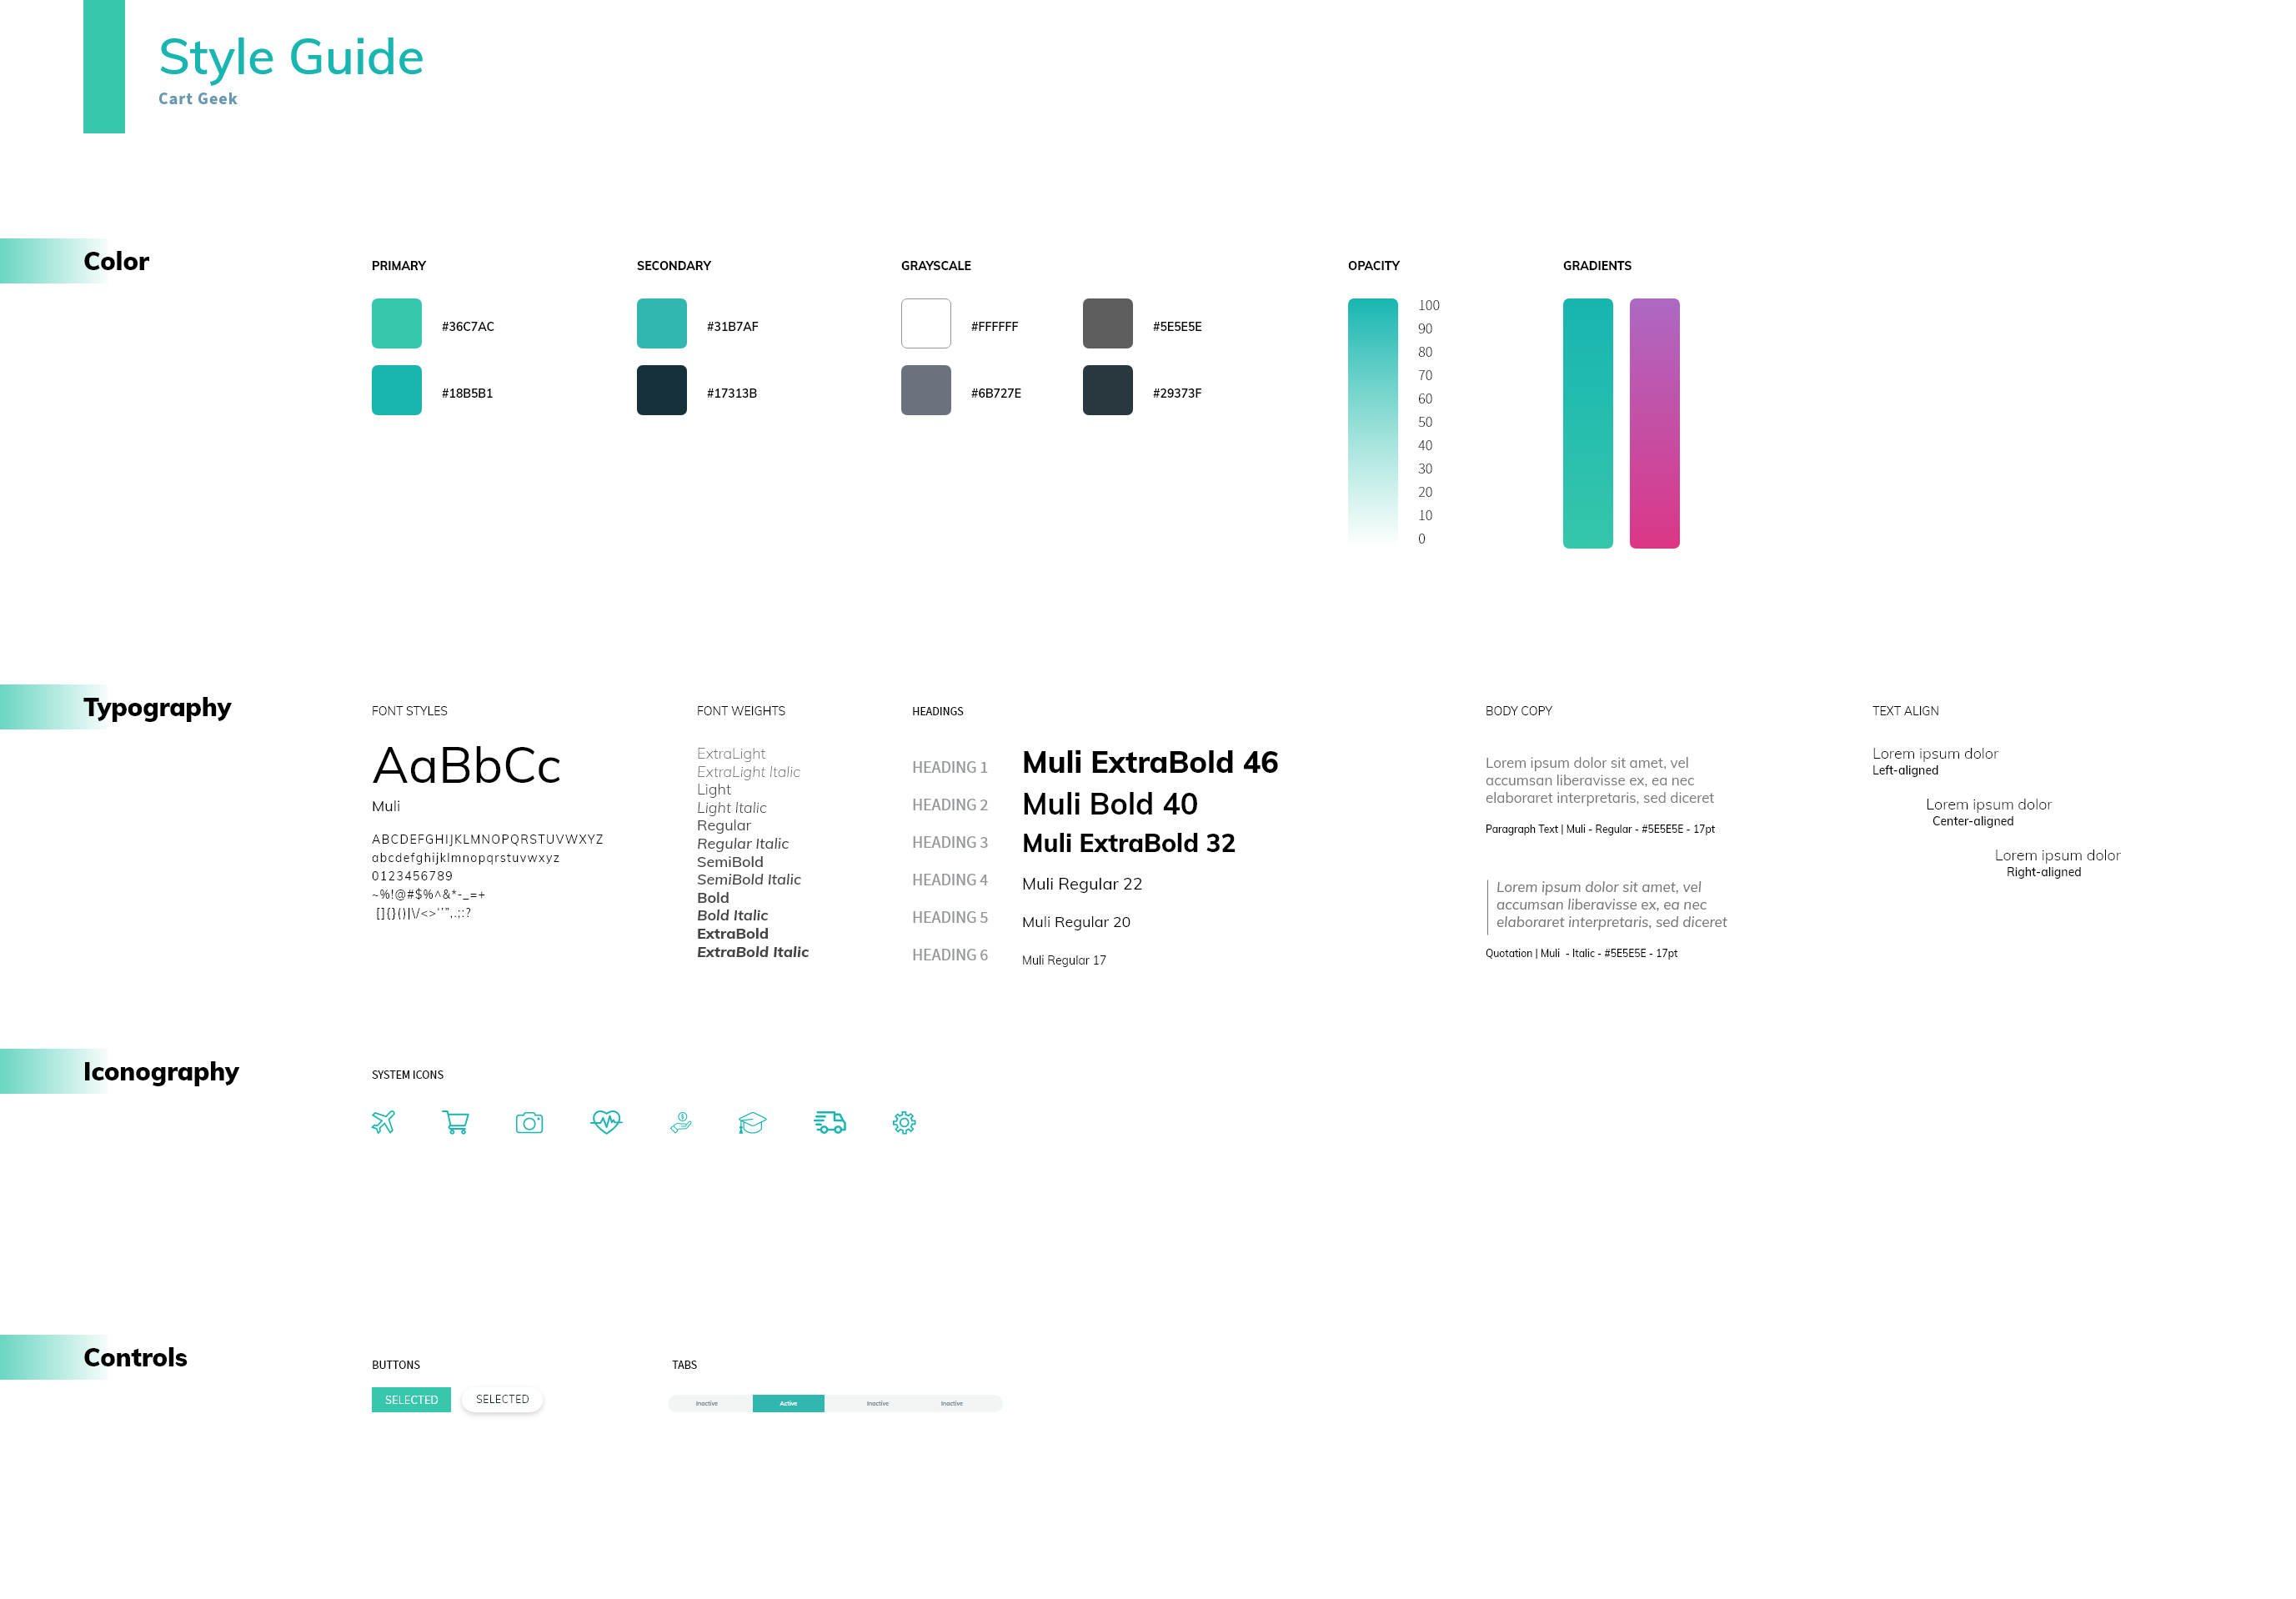 Style Guide
Cart Geek
Color
PRIMARY
#36C7AC
#18B5B1
SECONDARY
#31B7AF
#17313B
GRAYSCALE
#FFFFFF
#5E5E5E
#6B727E
#29373F
OPACITY
100
90
80
70
60
50
40
30
20
10
0
GRADIENTS
Typography
FONT STYLES
AaBbCc
Muli
ABCDEFGHIJKLMNOPQRSTUVWXYZ
abcdefghijklmnopqrstuvwxyz
0123456789
~%!@#$%^&*-_=+
[]{}()|\/<>'’",.;:?
FONT WEIGHTS
ExtraLight
ExtraLight Italic
Light
Light Italic
Regular
Regular Italic
SemiBold
SemiBold Italic
Bold
Bold Italic
ExtraBold
ExtraBold Italic
HEADINGS
HEADING 1 Muli ExtraBold 46
HEADING 2 Muli Bold 40
HEADING 3 Muli ExtraBold 32
HEADING 4 Muli Regular 22
HEADING 5 Muli Regular 20
HEADING 6 Muli Regular 17
BODY COPY
Lorem ipsum dolor sit amet, vel
accumsan liberavisse ex, ea nec
elaboraret interpretaris, sed diceret
Paragraph Text | Muli - Regular - #5E5E5E - 17pt
Lorem ipsum dolor sit amet, vel
accumsan liberavisse ex, ea nec
elaboraret interpretaris, sed diceret
Quotation | Muli - Italic - #5E5E5E - 17pt
TEXT ALIGN
Lorem ipsum dolor
Left-aligned
Lorem ipsum dolor
Center-aligned
Lorem ipsum dolor
Right-aligned
Iconography
SYSTEM ICONS
Controls
BUTTONS
SELECTED
SELECTED
TABS
Inactive
Active
Inactive
Inactive